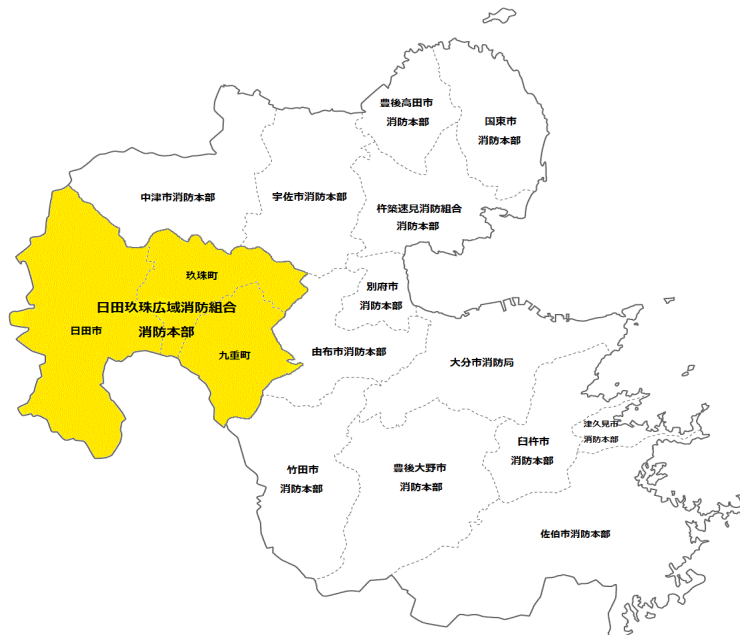 豊後高田市
消防本部
国東市
消防本部
中津市消防本部
宇佐市消防本部
杵築速見消防組合
消防本部
玖珠町
別府市
消防本部
日田玖珠広域消防組合
消防本部
日田市
九重町
由布市消防本部
大分市消防局
津久見市
消防本部
臼杵市
消防本部
竹田市
消防本部
豊後大野市
消防本部
佐伯市消防本部